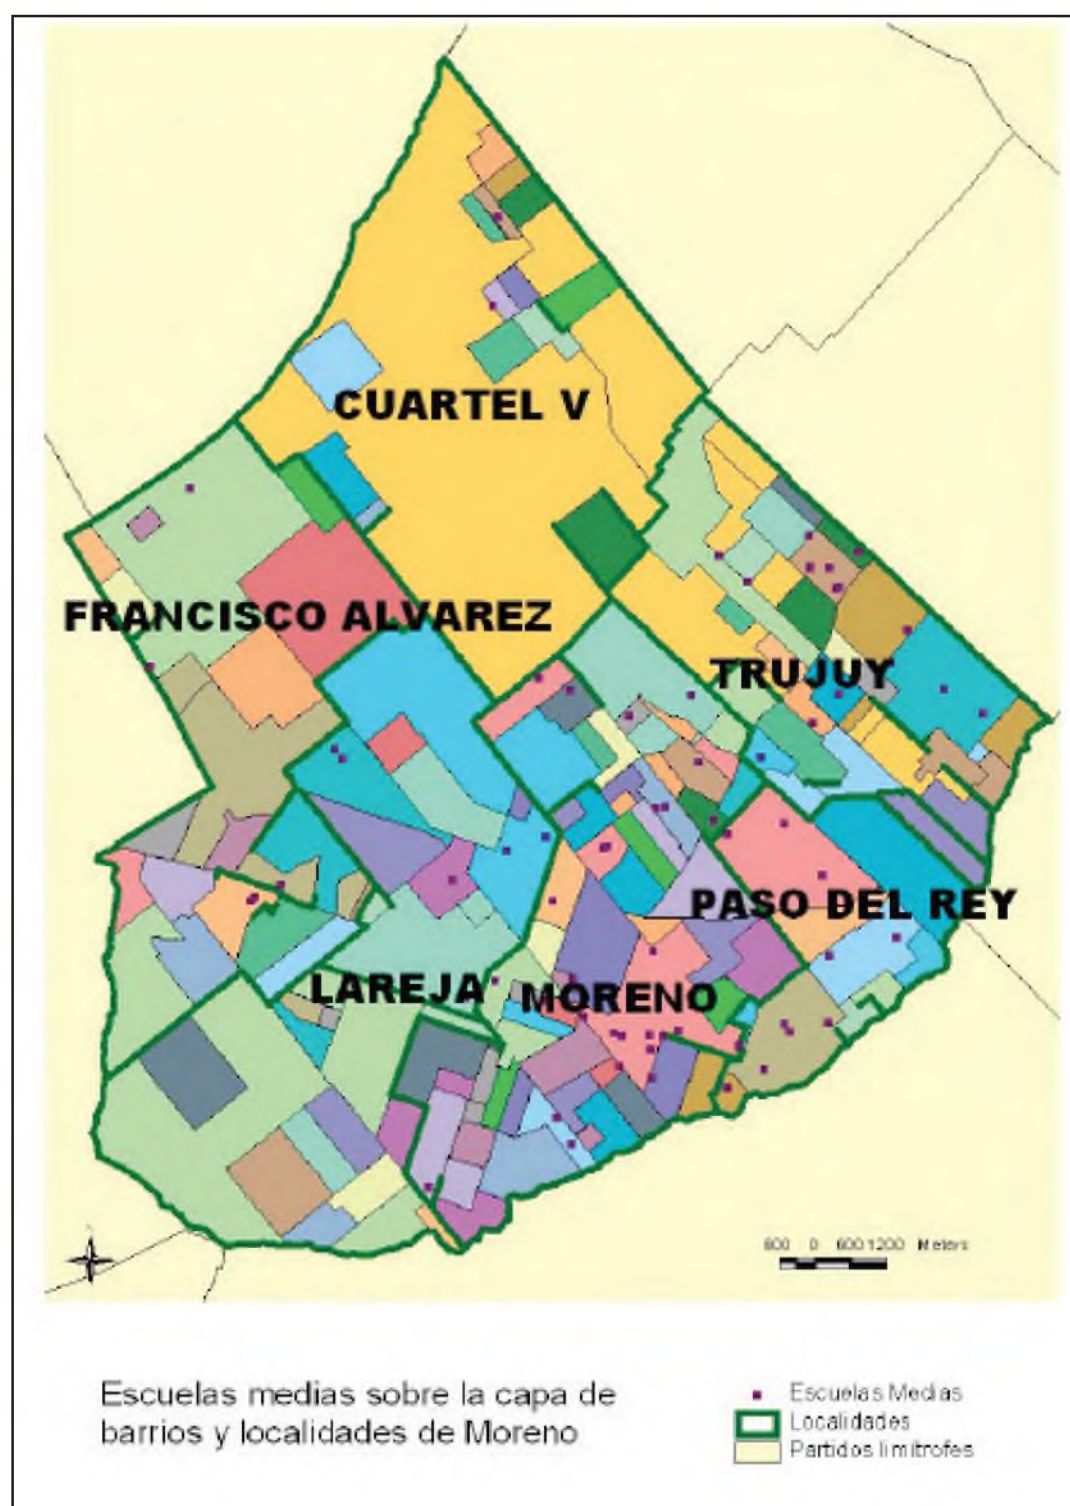 CUARTEL V
FRANCISCO ALVAREZ
TRUJUY
PASO DEL REY
LAREJA
MORENO
600 0 600 1200 Meters
Escuelas medias sobre la capa de
barrios y localidades de Moreno
Escuelas Medias
Localidades
Partidos limítrofes